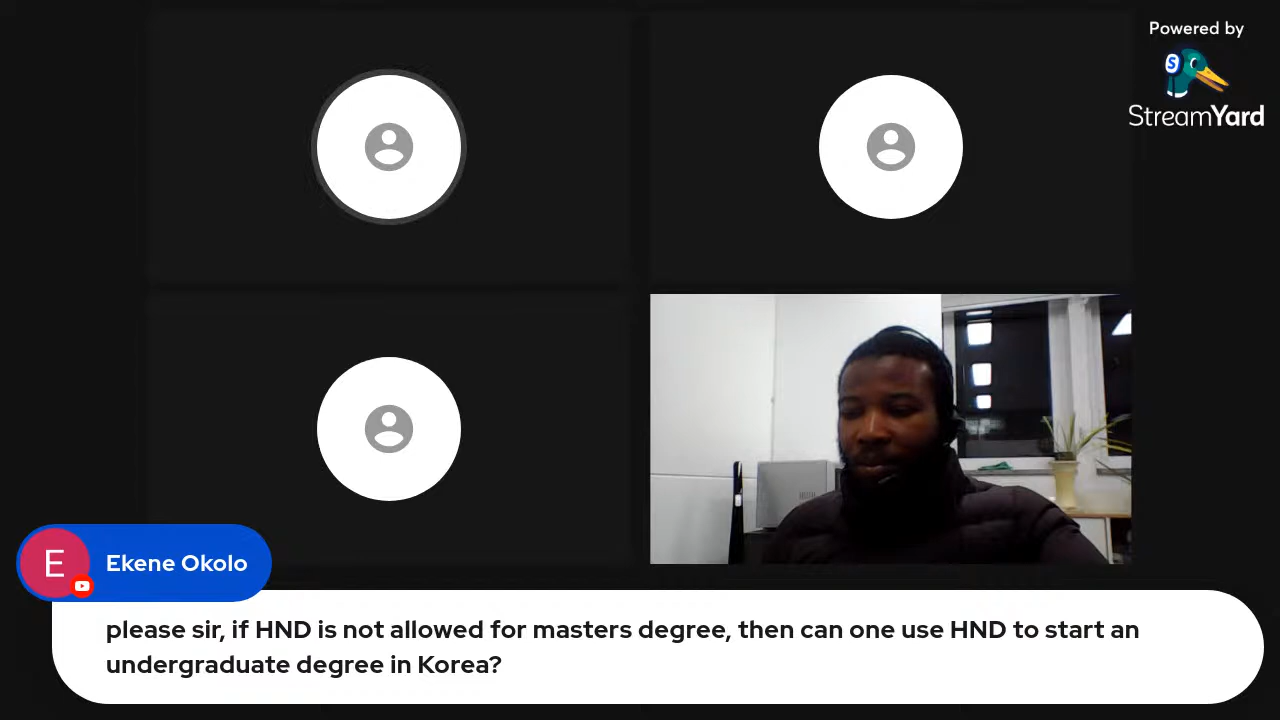 Powered by
StreamYard
E
Ekene Okolo
please sir, if HND is not allowed for masters degree, then can one use HND to start an
undergraduate degree in Korea?